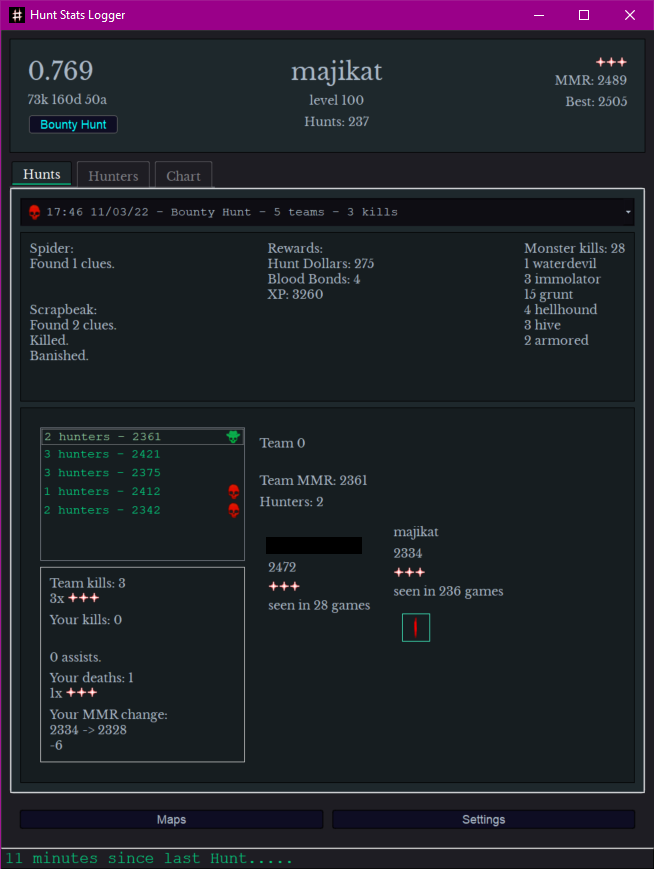 Hunt Stats Logger
0.769
73k 160d 50a
Bounty Hunt
majikat
level 100
Hunts: 237
MMR: 2489
Best: 2505
Hunts
Hunters
Chart
17:46 11/03/22 - Bounty Hunt - 5 teams - 3 kills
Spider:
Found 1 clues.
Scrapbeak:
Found 2 clues.
Killed.
Banished.
Rewards:
Hunt Dollars: 275
Blood Bonds: 4
XP: 3260
Monster kills: 28
1 waterdevil
3 immolator
15 grunt
4 hellhound
3 hive
2 armored
2 hunters - 2361
3 hunters - 2421
3 hunters - 2375
1 hunters - 2412
2 hunters - 2342
Team kills: 3
3x
Your kills: 0
0 assists.
Your deaths: 1
1x
Your MMR change:
2334 -> 2328
-6
Team 0
Team MMR: 2361
Hunters: 2
2472
seen in 28 games
majikat
2334
seen in 236 games
Maps
Settings
11 minutes since last Hunt.....